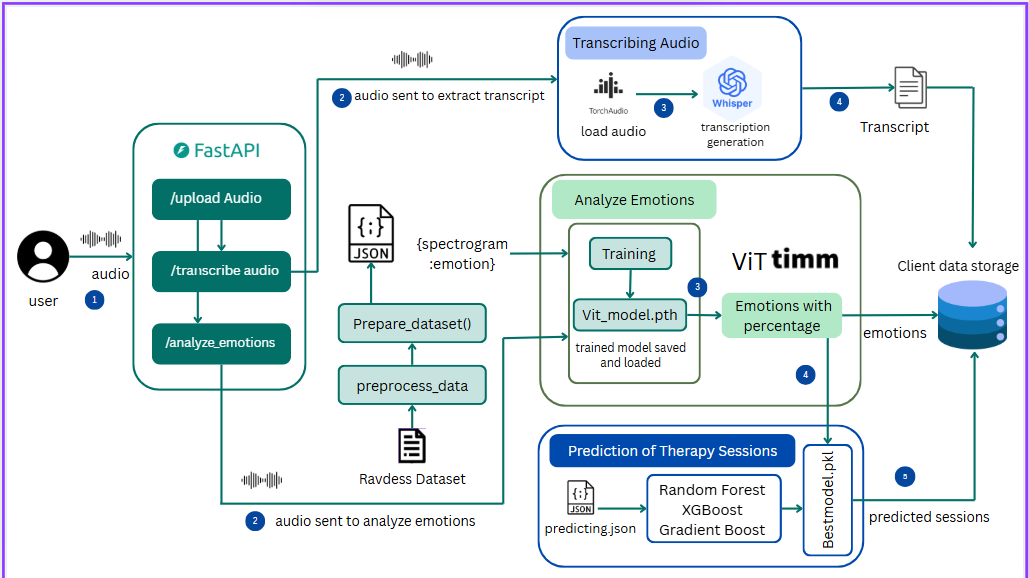 Transcribing Audio
TorchAudio
load audio
3
Whisper
transcription
generation
2
audio sent to extract transcript
4
Transcript
FastAPI
/upload Audio
/transcribe audio
/analyze_emotions
audio
1
user
{;}
JSON
{spectrogram
:emotion}
Prepare_dataset()
preprocess_data
Ravdess Dataset
Analyze Emotions
Training
Vit_model.pth
trained model saved
and loaded
ViT timm
3
Emotions with
percentage
4
emotions
Client data storage
2
audio sent to analyze emotions
Prediction of Therapy Sessions
{;}
JSON
predicting.json
Random Forest
XGBoost
Gradient Boost
Bestmodel.pkl
5
predicted sessions